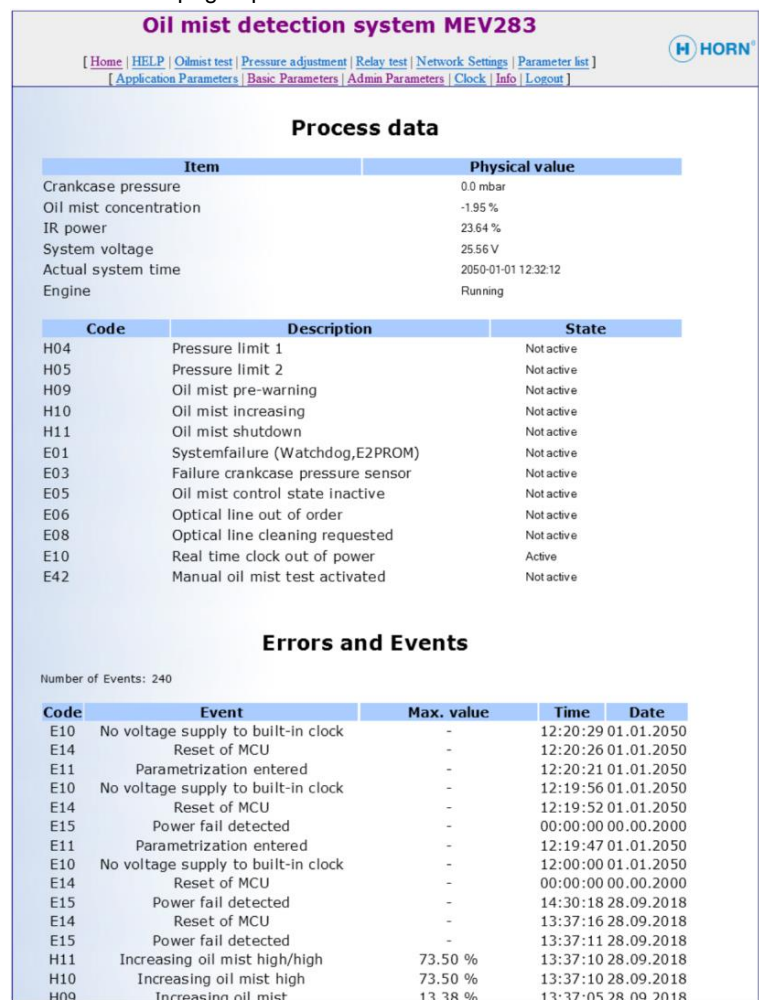 Oil mist detection system MEV283
H HORN®
[ Home | HELP | Oilmist test | Pressure adjustment | Relay test | Network Settings | Parameter list ]
[ Application Parameters | Basic Parameters | Admin Parameters | Clock | Info | Logout ]
Process data
Item Physical value
Crankcase pressure 0.0 mbar
Oil mist concentration -1.95 %
IR power 23.64 %
System voltage 25.56 V
Actual system time 2050-01-01 12:32:12
Engine Running
Code Description State
H04 Pressure limit 1 Not active
H05 Pressure limit 2 Not active
H09 Oil mist pre-warning Not active
H10 Oil mist increasing Not active
H11 Oil mist shutdown Not active
E01 Systemfailure (Watchdog,E2PROM) Not active
E03 Failure crankcase pressure sensor Not active
E05 Oil mist control state inactive Not active
E06 Optical line out of order Not active
E08 Optical line cleaning requested Not active
E10 Real time clock out of power Active
E42 Manual oil mist test activated Not active
Errors and Events
Number of Events: 240
Code Event Max. value Time Date
E10 No voltage supply to built-in clock - 12:20:29 01.01.2050
E14 Reset of MCU - 12:20:26 01.01.2050
E11 Parametrization entered - 12:20:21 01.01.2050
E10 No voltage supply to built-in clock - 12:19:56 01.01.2050
E14 Reset of MCU - 12:19:52 01.01.2050
E15 Power fail detected - 00:00:00 00.00.2000
E11 Parametrization entered - 12:19:47 01.01.2050
E10 No voltage supply to built-in clock - 12:00:00 01.01.2050
E14 Reset of MCU - 00:00:00 00.00.2000
E15 Power fail detected - 14:30:18 28.09.2018
E14 Reset of MCU - 13:37:16 28.09.2018
E15 Power fail detected - 13:37:11 28.09.2018
H11 Increasing oil mist high/high 73.50 % 13:37:10 28.09.2018
H10 Increasing oil mist high 73.50 % 13:37:10 28.09.2018
H09 Increasing oil mist 13.38 % 13:37:05 28.09.2018